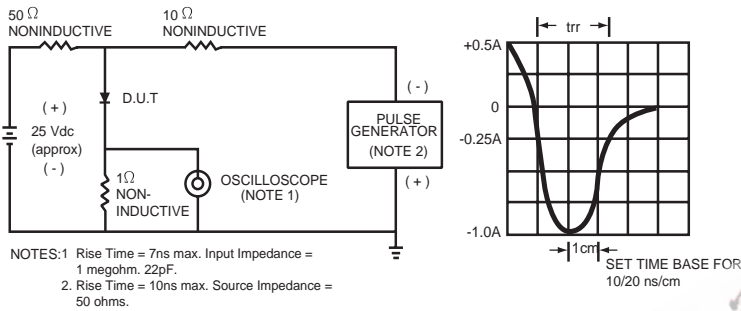 50 Ω
NONINDUCTIVE
10 Ω
NONINDUCTIVE
( + )
25 Vdc
(approx)
( - )
D.U.T
1Ω
NON-
INDUCTIVE
OSCILLOSCOPE
(NOTE 1)
( - )
PULSE
GENERATOR
(NOTE 2)
( + )
NOTES:1 Rise Time = 7ns max. Input Impedance =
1 megohm. 22pF.
2. Rise Time = 10ns max. Source Impedance =
50 ohms.
trr
+0.5A
0
-0.25A
-1.0A
1cm
SET TIME BASE FOR
10/20 ns/cm